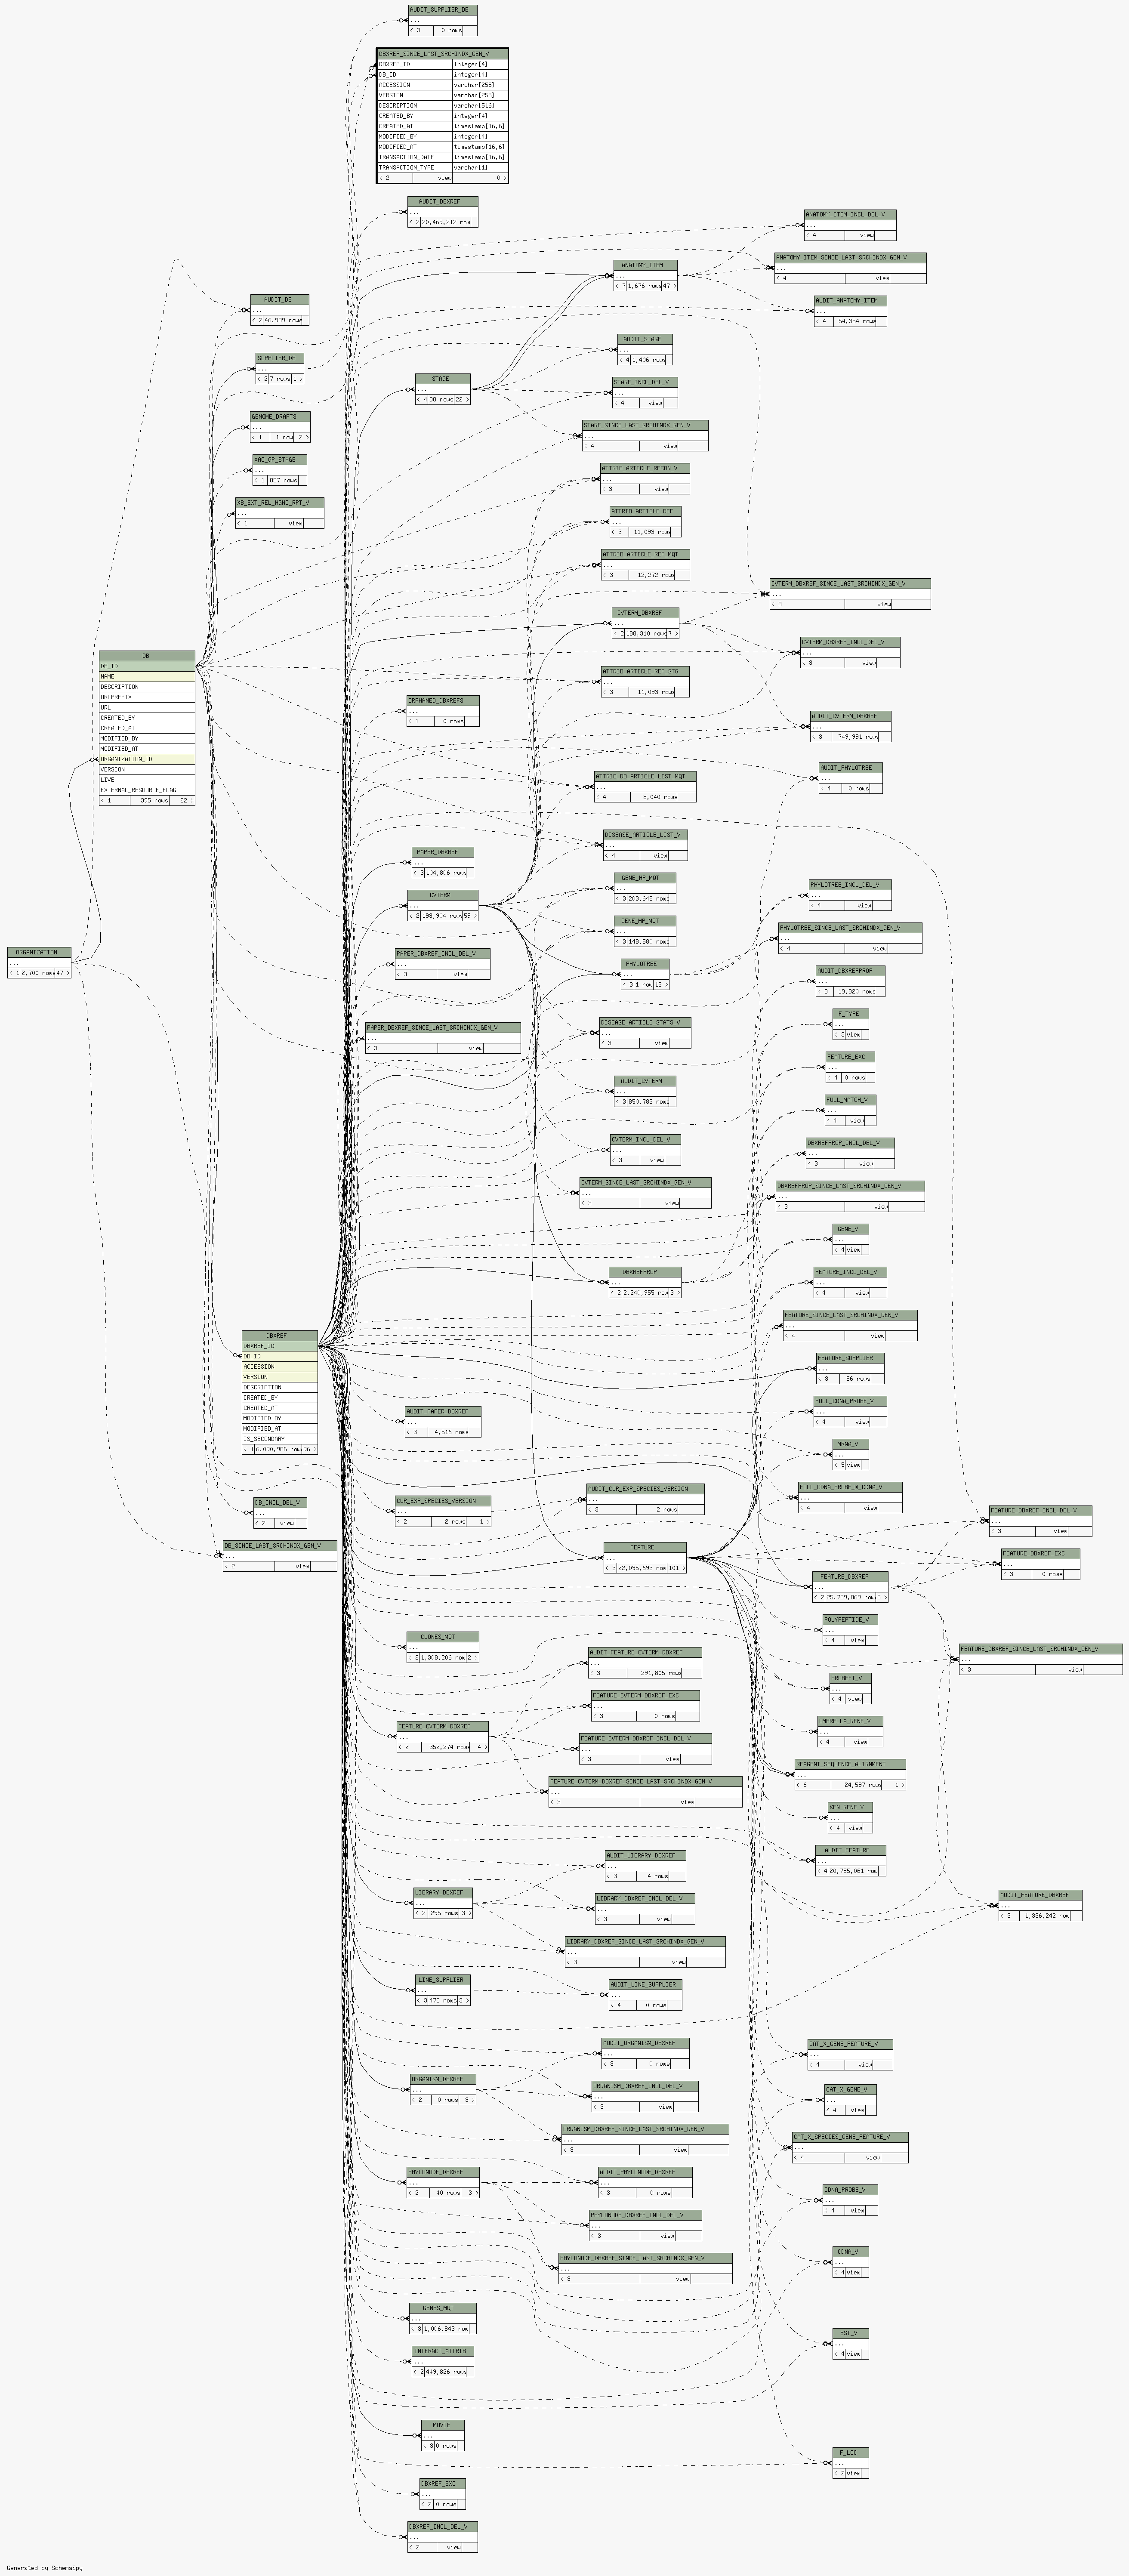 AUDIT_SUPPLIER_DB
...
< 3 0 rows
DBXREF_SINCE_LAST_SRCHINDX_GEN_V
DBXREF_ID integer[4]
DB_ID integer[4]
ACCESSION varchar[255]
VERSION varchar[255]
DESCRIPTION varchar[516]
CREATED_BY integer[4]
CREATED_AT timestamp[16,6]
MODIFIED_BY integer[4]
MODIFIED_AT timestamp[16,6]
TRANSACTION_DATE timestamp[16,6]
TRANSACTION_TYPE varchar[1]
< 2 view 0 >
AUDIT_DBXREF
...
< 2 20,469,212 row
ANATOMY_ITEM_INCL_DEL_V
...
< 4 view
ANATOMY_ITEM_SINCE_LAST_SRCHINDX_GEN_V
...
< 4 view
ANATOMY_ITEM
...
< 7 1,676 rows 47 >
AUDIT_ANATOMY_ITEM
...
< 4 54,354 rows
AUDIT_DB
...
< 2 46,989 rows
AUDIT_STAGE
...
< 4 1,406 rows
SUPPLIER_DB
...
< 2 7 rows 1 >
STAGE
...
< 4 98 rows 22 >
STAGE_INCL_DEL_V
...
< 4 view
GENOME_DRAFTS
...
< 1 1 row 2 >
STAGE_SINCE_LAST_SRCHINDX_GEN_V
...
< 4 view
XAO_GP_STAGE
...
< 1 857 rows
ATTRIB_ARTICLE_RECON_V
...
< 3 view
XB_EXT_REL_HGNC_RPT_V
...
< 1 view
ATTRIB_ARTICLE_REF
...
< 3 11,093 rows
ATTRIB_ARTICLE_REF_MQT
...
< 3 12,272 rows
CVTERM_DBXREF_SINCE_LAST_SRCHINDX_GEN_V
...
< 3 view
CVTERM_DBXREF
...
< 2 188,310 rows 7 >
CVTERM_DBXREF_INCL_DEL_V
...
< 3 view
DB
DB_ID
NAME
DESCRIPTION
URLPREFIX
URL
CREATED_BY
CREATED_AT
MODIFIED_BY
MODIFIED_AT
ORGANIZATION_ID
VERSION
LIVE
EXTERNAL_RESOURCE_FLAG
< 1 395 rows 22 >
ATTRIB_ARTICLE_REF_STG
...
< 3 11,093 rows
ORPHANED_DBXREFS
...
< 1 0 rows
AUDIT_CVTERM_DBXREF
...
< 3 749,991 rows
AUDIT_PHYLOTREE
...
< 4 0 rows
ATTRIB_DO_ARTICLE_LIST_MQT
...
< 4 8,040 rows
DISEASE_ARTICLE_LIST_V
...
< 4 view
PAPER_DBXREF
...
< 3 104,806 rows
GENE_HP_MQT
...
< 3 203,645 rows
PHYLOTREE_INCL_DEL_V
...
< 4 view
CVTERM
...
< 2 193,904 rows 59 >
GENE_MP_MQT
...
< 3 148,580 rows
PHYLOTREE_SINCE_LAST_SRCHINDX_GEN_V
...
< 4 view
ORGANIZATION
...
< 1 2,700 rows 47 >
PAPER_DBXREF_INCL_DEL_V
...
< 3 view
PHYLOTREE
...
< 3 1 row 12 >
AUDIT_DBXREFPROP
...
< 3 19,920 rows
PAPER_DBXREF_SINCE_LAST_SRCHINDX_GEN_V
...
< 3 view
DISEASE_ARTICLE_STATS_V
...
< 3 view
F_TYPE
...
< 3 view
FEATURE_EXC
...
< 4 0 rows
AUDIT_CVTERM
...
< 3 850,782 rows
FULL_MATCH_V
...
< 4 view
CVTERM_INCL_DEL_V
...
< 3 view
DBXREFPROP_INCL_DEL_V
...
< 3 view
CVTERM_SINCE_LAST_SRCHINDX_GEN_V
...
< 3 view
DBXREFPROP_SINCE_LAST_SRCHINDX_GEN_V
...
< 3 view
GENE_V
...
< 4 view
DBXREFPROP
...
< 2 2,240,955 row 3 >
FEATURE_INCL_DEL_V
...
< 4 view
FEATURE_SINCE_LAST_SRCHINDX_GEN_V
...
< 4 view
DBXREF
DBXREF_ID
DB_ID
ACCESSION
VERSION
DESCRIPTION
CREATED_BY
CREATED_AT
MODIFIED_BY
MODIFIED_AT
IS_SECONDARY
< 1 6,090,986 row 96 >
FEATURE_SUPPLIER
...
< 3 56 rows
FULL_CDNA_PROBE_V
...
< 4 view
AUDIT_PAPER_DBXREF
...
< 3 4,516 rows
MRNA_V
...
< 5 view
AUDIT_CUR_EXP_SPECIES_VERSION
...
< 3 2 rows
FULL_CDNA_PROBE_W_CDNA_V
...
< 4 view
CUR_EXP_SPECIES_VERSION
...
< 2 2 rows 1 >
DB_INCL_DEL_V
...
< 2 view
FEATURE_DBXREF_INCL_DEL_V
...
< 3 view
DB_SINCE_LAST_SRCHINDX_GEN_V
...
< 2 view
FEATURE
...
< 3 22,095,693 row 101 >
FEATURE_DBXREF_EXC
...
< 3 0 rows
FEATURE_DBXREF
...
< 2 25,759,869 row 5 >
POLYPEPTIDE_V
...
< 4 view
CLONES_MQT
...
< 2 1,308,206 row 2 >
AUDIT_FEATURE_CVTERM_DBXREF
...
< 3 291,805 rows
FEATURE_DBXREF_SINCE_LAST_SRCHINDX_GEN_V
...
< 3 view
PROBEFT_V
...
< 4 view
FEATURE_CVTERM_DBXREF_EXC
...
< 3 0 rows
UMBRELLA_GENE_V
...
< 4 view
FEATURE_CVTERM_DBXREF
...
< 2 352,274 rows 4 >
FEATURE_CVTERM_DBXREF_INCL_DEL_V
...
< 3 view
REAGENT_SEQUENCE_ALIGNMENT
...
< 6 24,597 rows 1 >
FEATURE_CVTERM_DBXREF_SINCE_LAST_SRCHINDX_GEN_V
...
< 3 view
XEN_GENE_V
...
< 4 view
AUDIT_FEATURE
...
< 4 20,785,061 row
AUDIT_LIBRARY_DBXREF
...
< 3 4 rows
LIBRARY_DBXREF
...
< 2 295 rows 3 >
LIBRARY_DBXREF_INCL_DEL_V
...
< 3 view
AUDIT_FEATURE_DBXREF
...
< 3 1,336,242 row
LIBRARY_DBXREF_SINCE_LAST_SRCHINDX_GEN_V
...
< 3 view
LINE_SUPPLIER
...
< 3 475 rows 3 >
AUDIT_LINE_SUPPLIER
...
< 4 0 rows
AUDIT_ORGANISM_DBXREF
...
< 3 0 rows
CAT_X_GENE_FEATURE_V
...
< 4 view
ORGANISM_DBXREF
...
< 2 0 rows 3 >
ORGANISM_DBXREF_INCL_DEL_V
...
< 3 view
CAT_X_GENE_V
...
< 4 view
ORGANISM_DBXREF_SINCE_LAST_SRCHINDX_GEN_V
...
< 3 view
CAT_X_SPECIES_GENE_FEATURE_V
...
< 4 view
PHYLONODE_DBXREF
...
< 2 40 rows 3 >
AUDIT_PHYLONODE_DBXREF
...
< 3 0 rows
CDNA_PROBE_V
...
< 4 view
PHYLONODE_DBXREF_INCL_DEL_V
...
< 3 view
PHYLONODE_DBXREF_SINCE_LAST_SRCHINDX_GEN_V
...
< 3 view
CDNA_V
...
< 4 view
GENES_MQT
...
< 3 1,006,843 row
EST_V
...
< 4 view
INTERACT_ATTRIB
...
< 2 449,826 rows
MOVIE
...
< 3 0 rows
F_LOC
...
< 2 view
DBXREF_EXC
...
< 2 0 rows
DBXREF_INCL_DEL_V
...
< 2 view
Generated by SchemaSpy